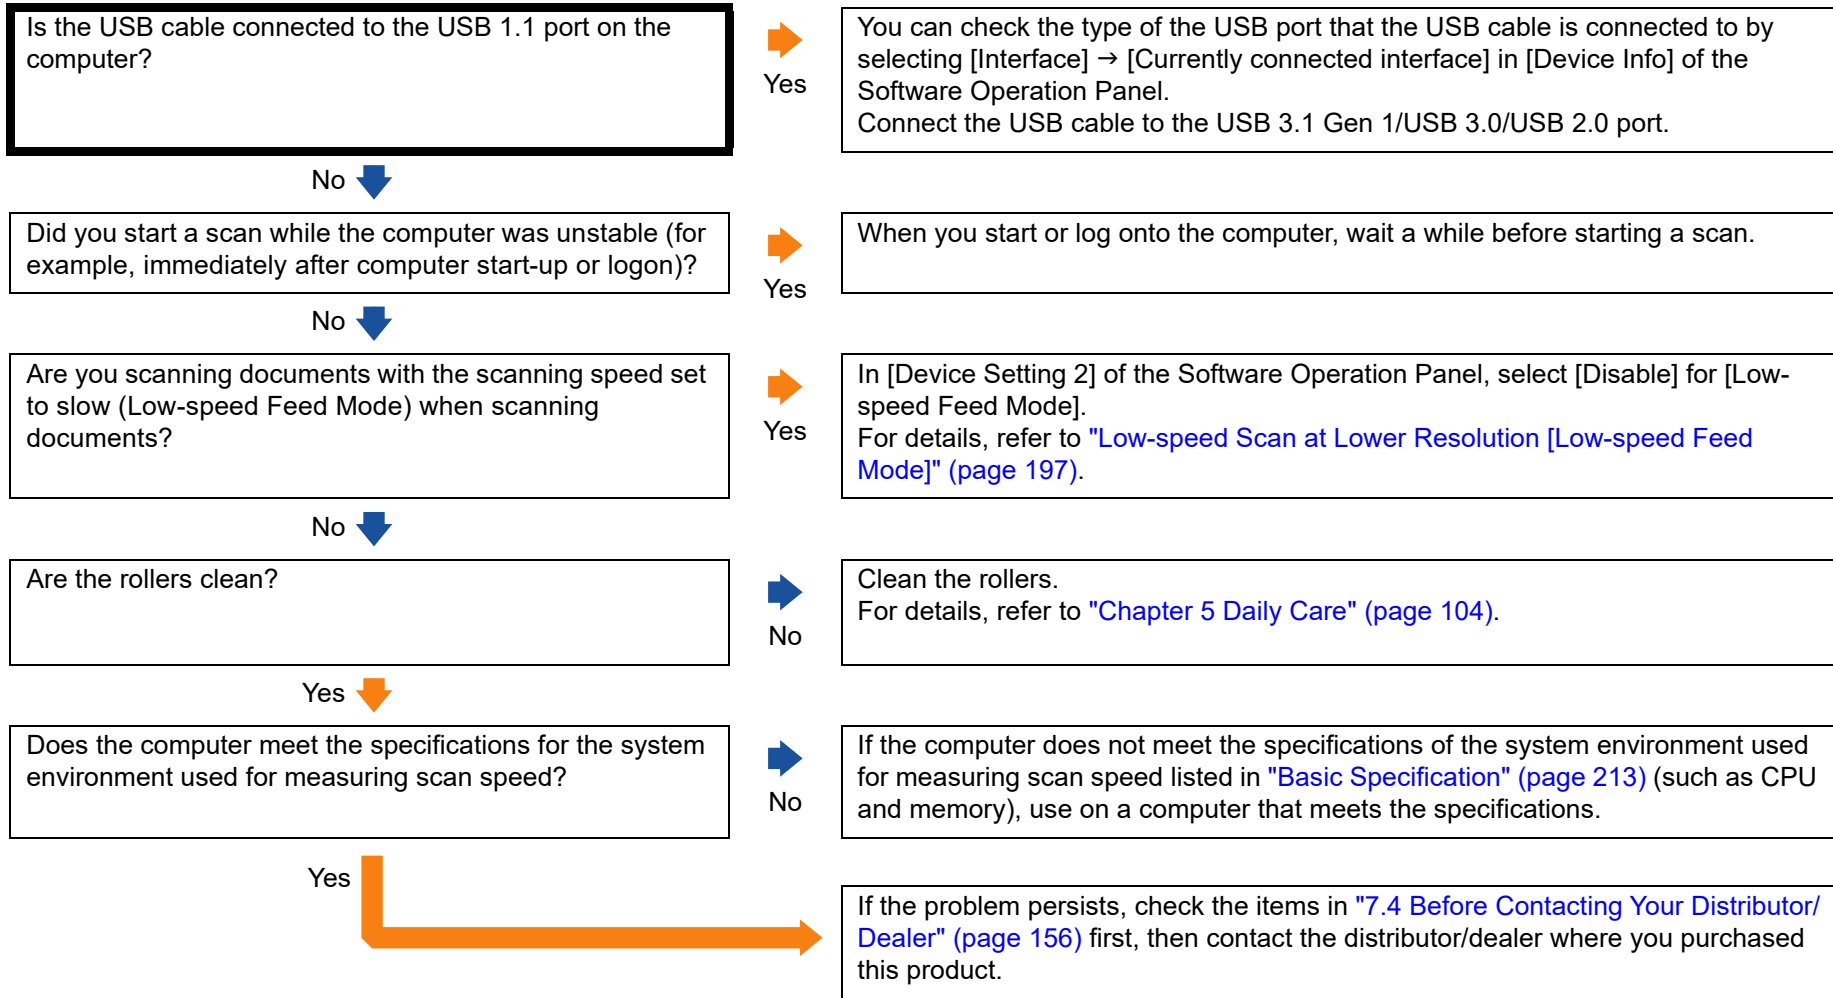 Is the USB cable connected to the USB 1.1 port on the
computer?
Yes
You can check the type of the USB port that the USB cable is connected to by
selecting [Interface] → [Currently connected interface] in [Device Info] of the
Software Operation Panel.
Connect the USB cable to the USB 3.1 Gen 1/USB 3.0/USB 2.0 port.
No
Did you start a scan while the computer was unstable (for
example, immediately after computer start-up or logon)?
Yes
When you start or log onto the computer, wait a while before starting a scan.
No
Are you scanning documents with the scanning speed set
to slow (Low-speed Feed Mode) when scanning
documents?
Yes
In [Device Setting 2] of the Software Operation Panel, select [Disable] for [Low-
speed Feed Mode].
For details, refer to "Low-speed Scan at Lower Resolution [Low-speed Feed
Mode]" (page 197).
No
Are the rollers clean?
No
Clean the rollers.
For details, refer to "Chapter 5 Daily Care" (page 104).
Yes
Does the computer meet the specifications for the system
environment used for measuring scan speed?
No
If the computer does not meet the specifications of the system environment used
for measuring scan speed listed in "Basic Specification" (page 213) (such as CPU
and memory), use on a computer that meets the specifications.
Yes
If the problem persists, check the items in "7.4 Before Contacting Your Distributor/
Dealer" (page 156) first, then contact the distributor/dealer where you purchased
this product.